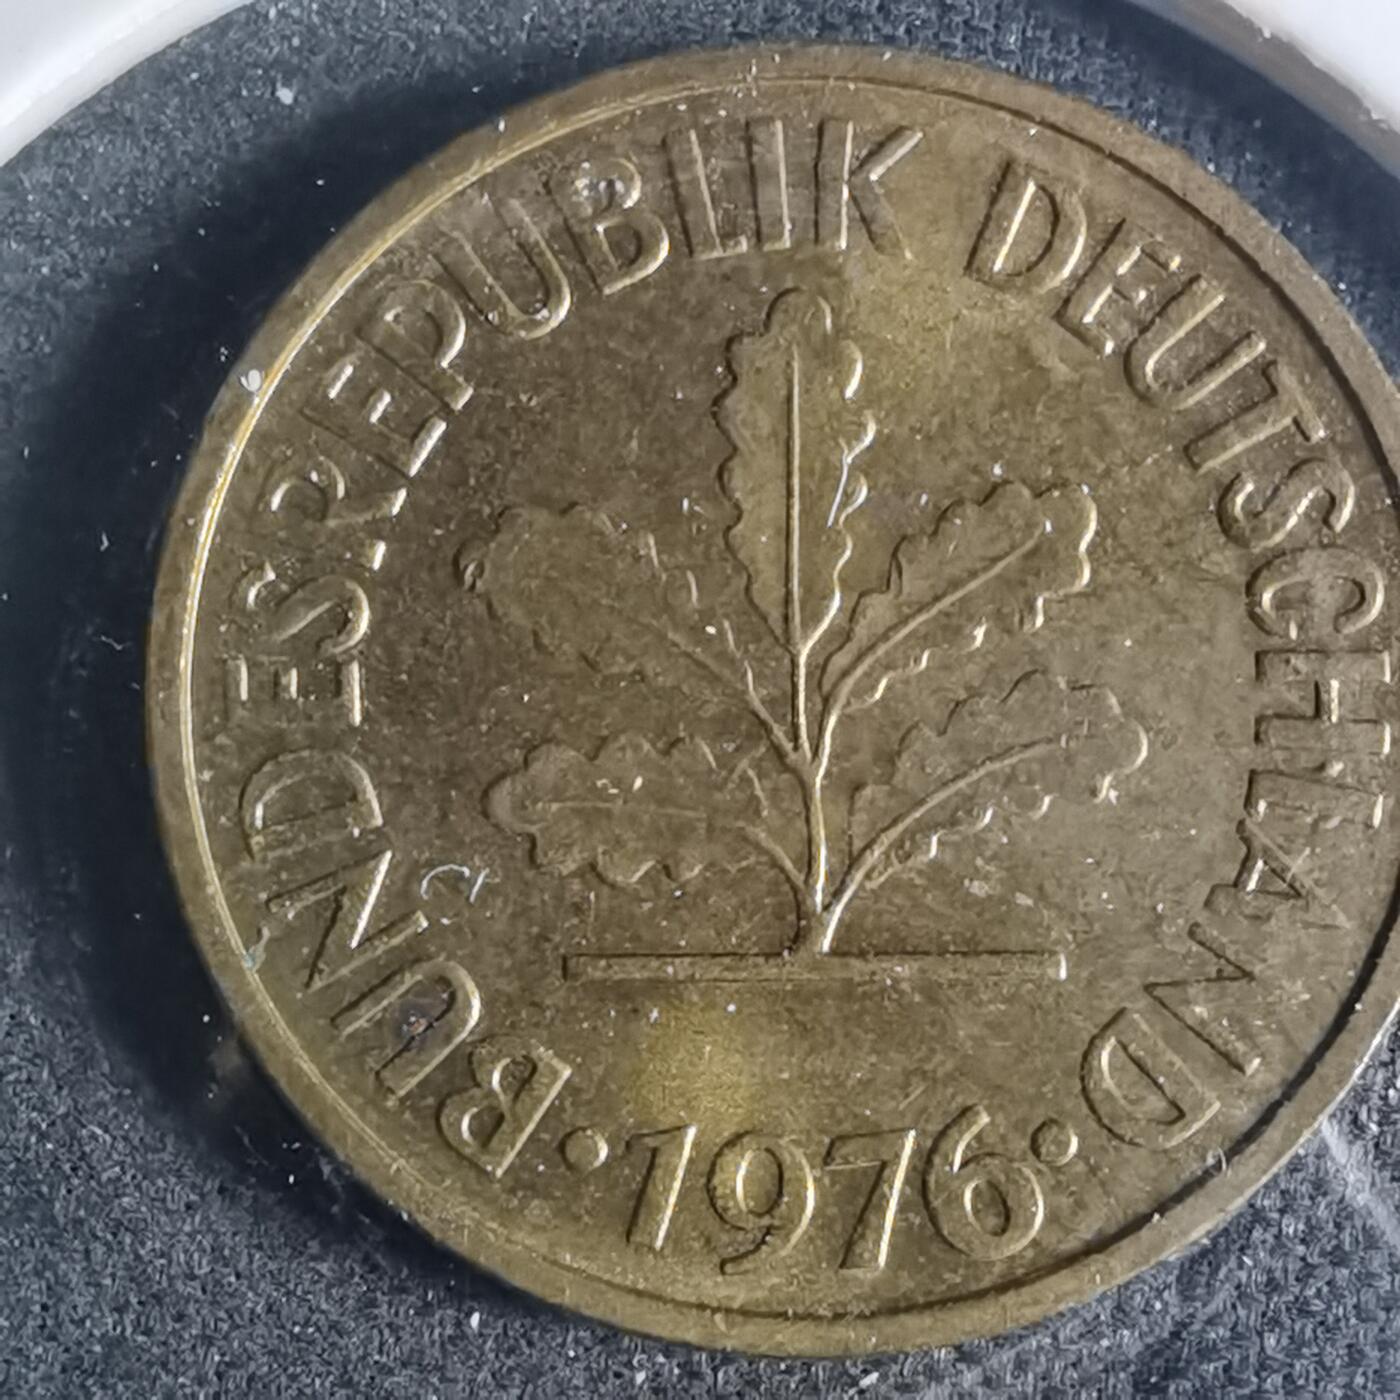 BUNDESREPUBLIK DEUTSCHLAND
·1976·